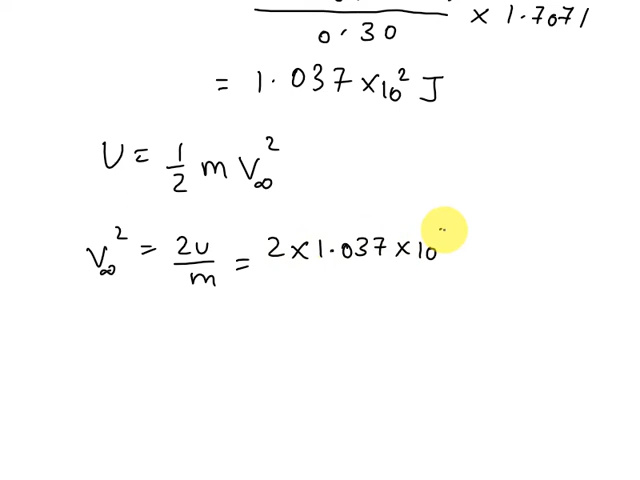 0.30 × 1.7071
= 1.037 × 10² J
U = 1/2 m V∞²
V∞² = 2U/m = 2 × 1.037 × 10